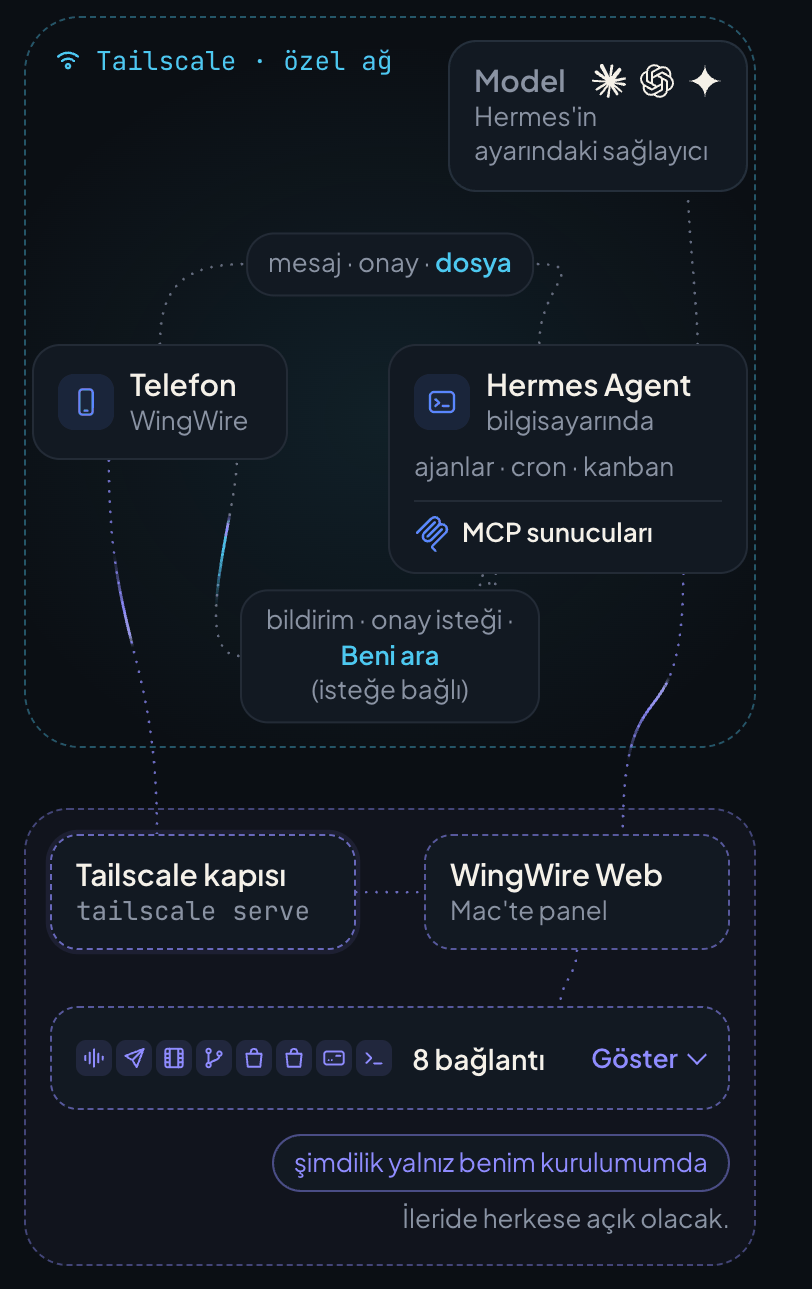 Tailscale · özel ağ
Model
Hermes'in
ayarındaki sağlayıcı
mesaj · onay · dosya
Telefon
WingWire
Hermes Agent
bilgisayarında
ajanlar · cron · kanban
MCP sunucuları
bildirim · onay isteği ·
Beni ara
(isteğe bağlı)
Tailscale kapısı
tailscale serve
WingWire Web
Mac'te panel
8 bağlantı
Göster
şimdilik yalnız benim kurulumumda
İleride herkese açık olacak.